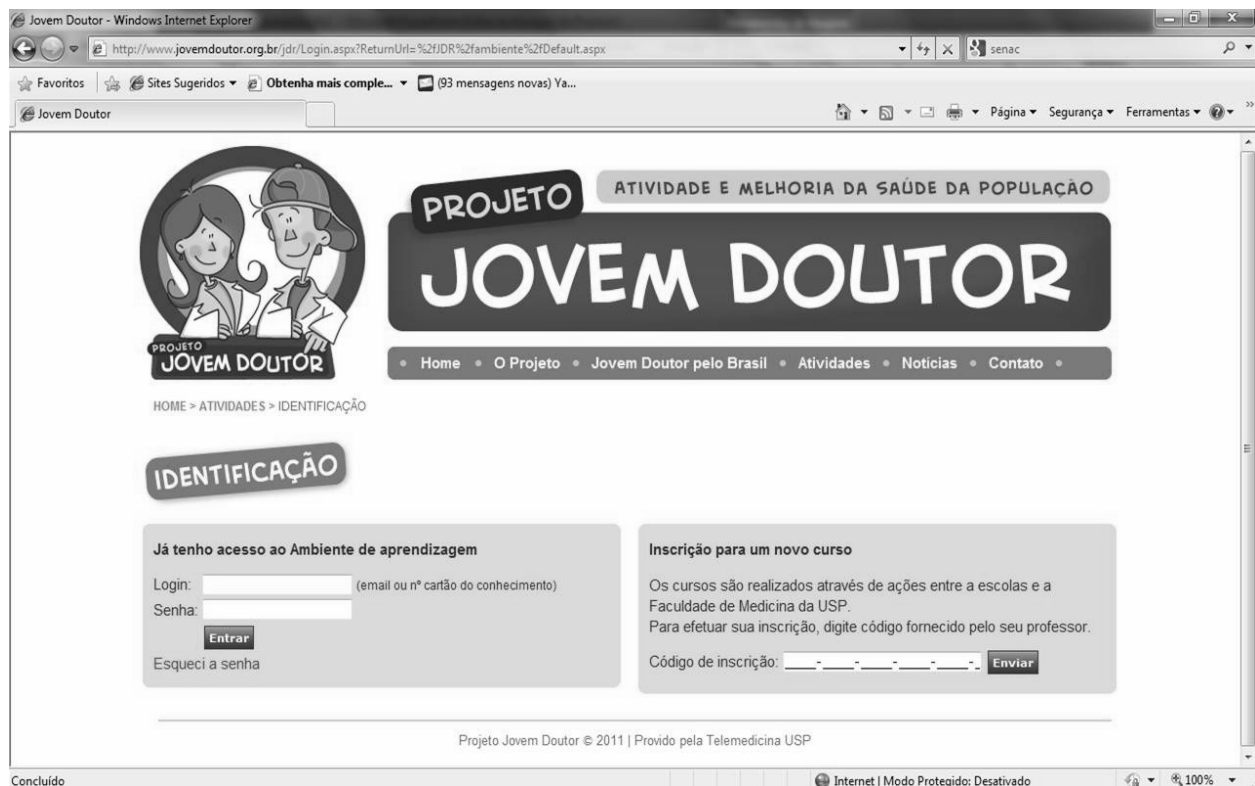 Jovem Doutor - Windows Internet Explorer
http://www.jovemdoutor.org.br/jdr/Login.aspx?ReturnUrl=%2fJDR%2fambiente%2fDefault.aspx
senac
Favoritos
Sites Sugeridos
Obtenha mais comple...
(93 mensagens novas) Ya...
Jovem Doutor
Página
Segurança
Ferramentas
PROJETO
ATIVIDADE E MELHORIA DA SAÚDE DA POPULAÇÃO
JOVEM DOUTOR
PROJETO
JOVEM DOUTOR
Home • O Projeto • Jovem Doutor pelo Brasil • Atividades • Notícias • Contato
HOME > ATIVIDADES > IDENTIFICAÇÃO
IDENTIFICAÇÃO
Já tenho acesso ao Ambiente de aprendizagem
Login: (email ou nº cartão do conhecimento)
Senha:
Entrar
Esqueci a senha
Inscrição para um novo curso
Os cursos são realizados através de ações entre a escolas e a
Faculdade de Medicina da USP.
Para efetuar sua inscrição, digite código fornecido pelo seu professor.
Código de inscrição: ____-____-____-____-____-_ Enviar
Projeto Jovem Doutor © 2011 | Provido pela Telemedicina USP
Concluído
Internet | Modo Protegido: Desativado
100%